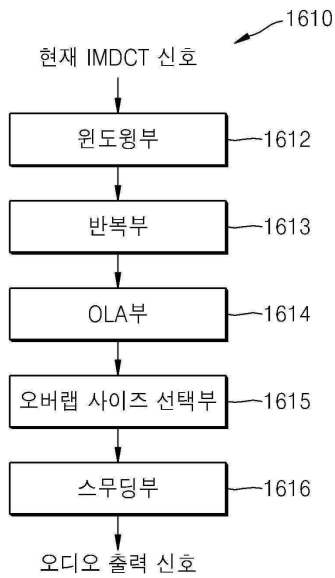 1610
현재 IMDCT 신호
윈도윙부 1612
반복부 1613
OLA부 1614
오버랩 사이즈 선택부 1615
스무딩부 1616
오디오 출력 신호